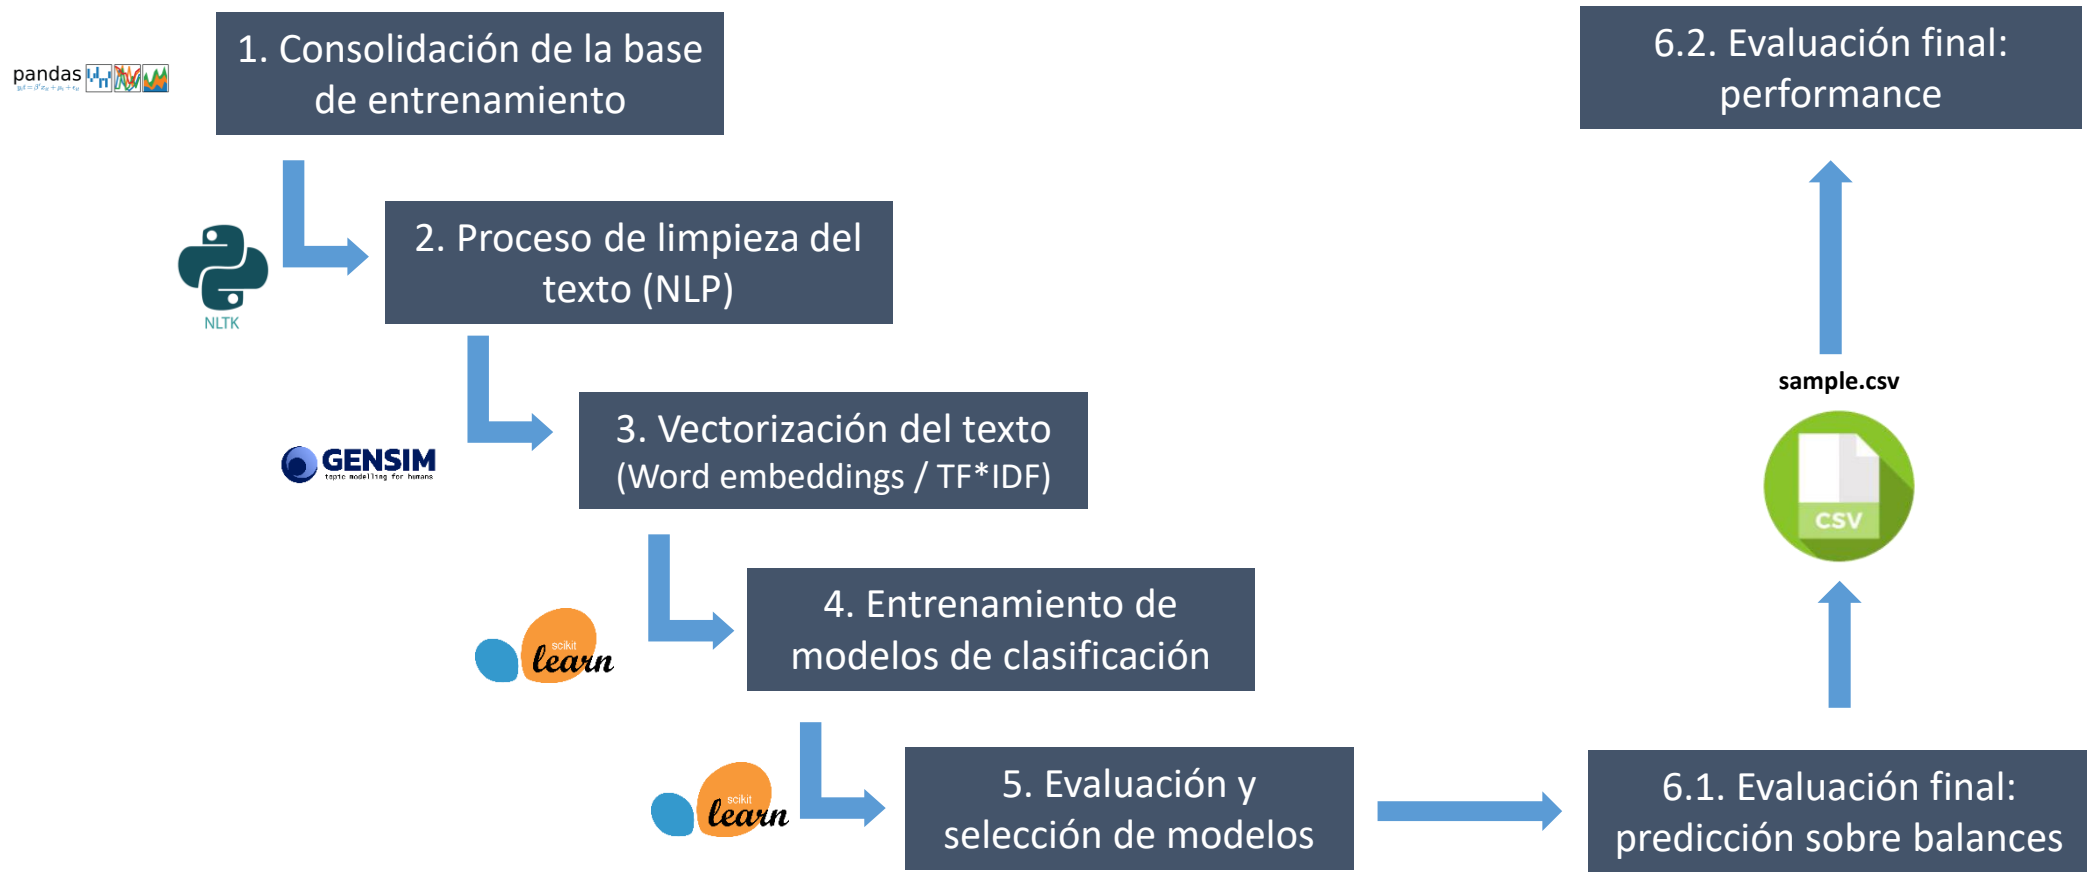 pandas
1. Consolidación de la base
de entrenamiento
NLTK
2. Proceso de limpieza del
texto (NLP)
GENSIM
topic modelling for humans
3. Vectorización del texto
(Word embeddings / TF*IDF)
scikit
learn
4. Entrenamiento de
modelos de clasificación
scikit
learn
5. Evaluación y
selección de modelos
6.1. Evaluación final:
predicción sobre balances
CSV
sample.csv
6.2. Evaluación final:
performance